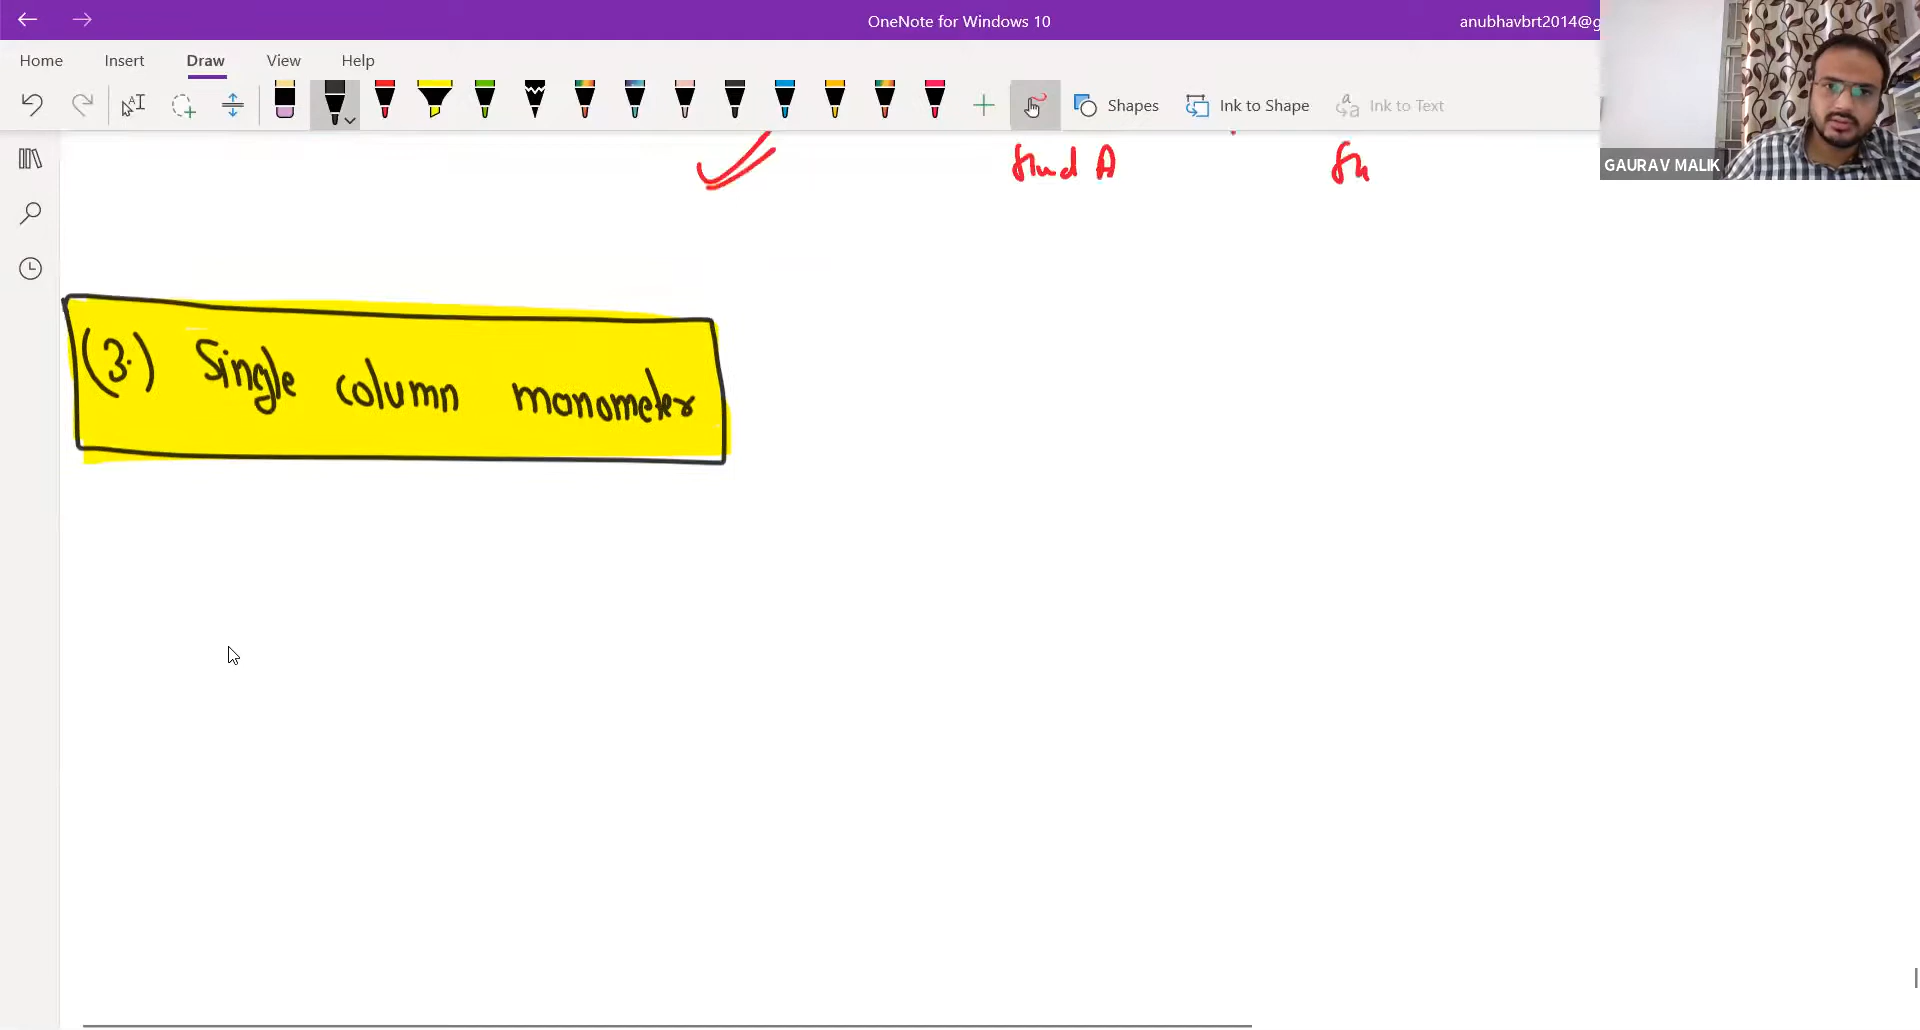 OneNote for Windows 10
anubhavbrt2014@g
Home Insert Draw View Help
Shapes Ink to Shape Ink to Text
GAURAV MALIK
fluid A
(3.) Single column monometer